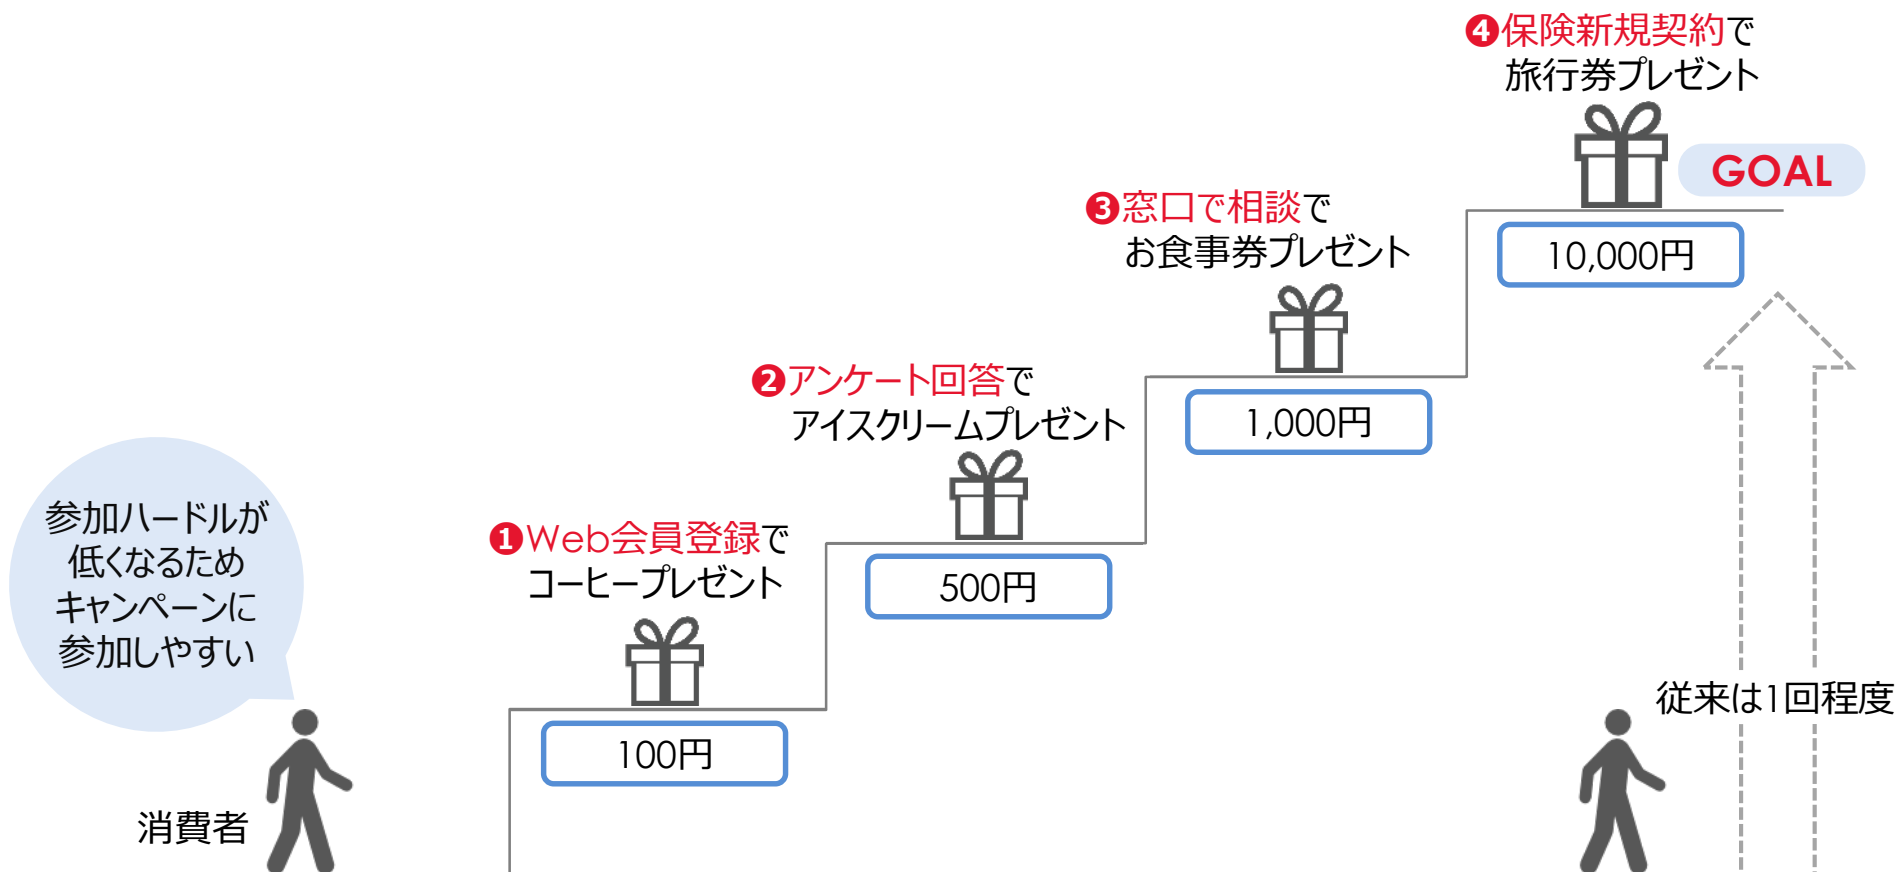 ❹保険新規契約で
旅行券プレゼント
GOAL
10,000円
❸窓口で相談で
お食事券プレゼント
1,000円
❷アンケート回答で
アイスクリームプレゼント
500円
❶Web会員登録で
コーヒープレゼント
100円
参加ハードルが
低くなるため
キャンペーンに
参加しやすい
消費者
従来は1回程度